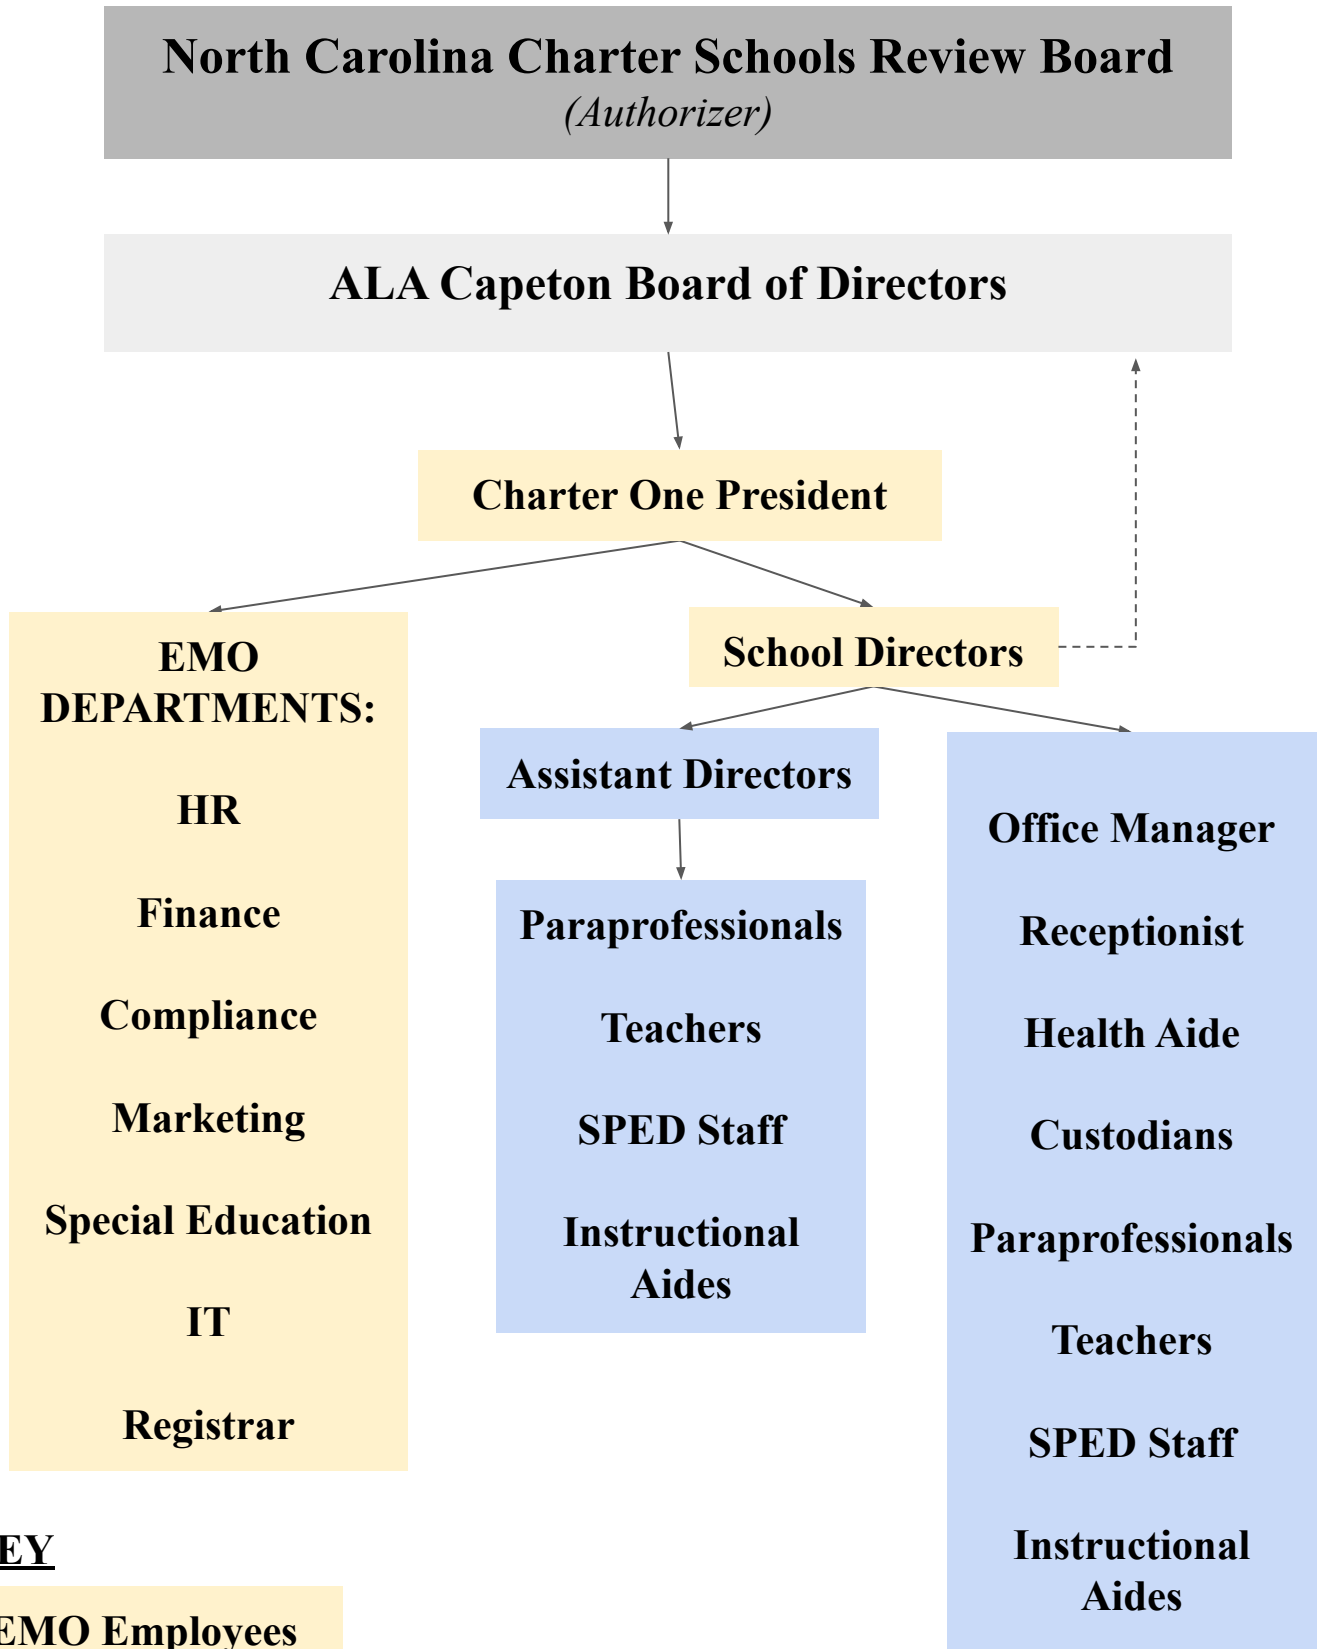 North Carolina Charter Schools Review Board
(Authorizer)
ALA Capeton Board of Directors
Charter One President
EMO
DEPARTMENTS:
HR
Finance
Compliance
Marketing
Special Education
IT
Registrar
School Directors
Assistant Directors
Paraprofessionals
Teachers
SPED Staff
Instructional
Aides
Office Manager
Receptionist
Health Aide
Custodians
Paraprofessionals
Teachers
SPED Staff
Instructional
Aides
EY
EMO Employees